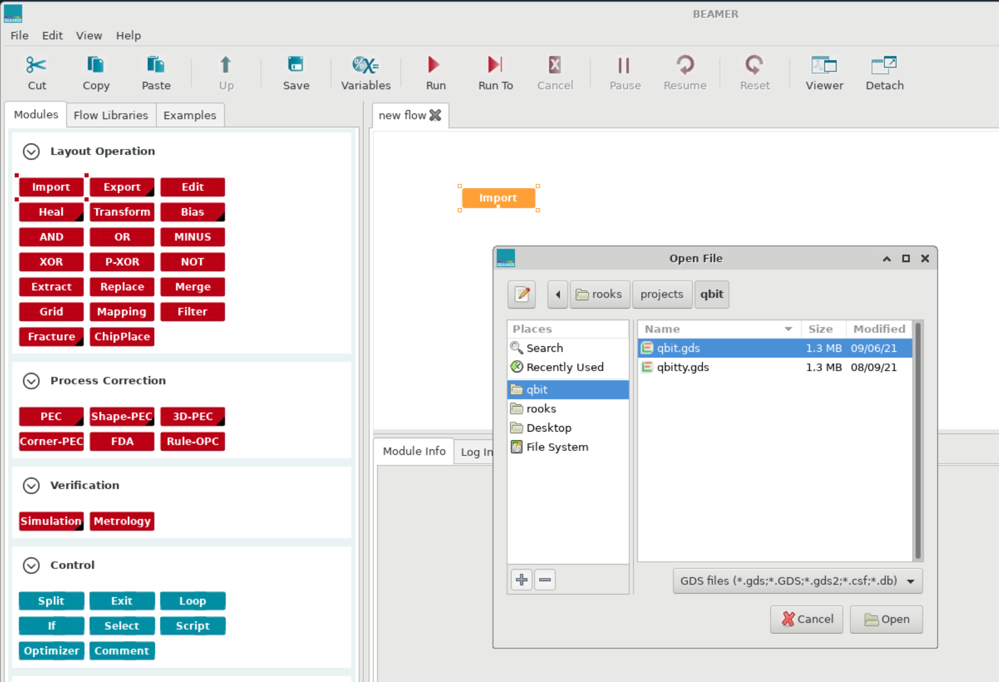 BEAMER
BEAMER
File Edit View Help
Cut Copy Paste Up Save Variables Run Run To Cancel Pause Resume Reset Viewer Detach
Modules Flow Libraries Examples
new flow
Layout Operation
Import Export Edit
Heal Transform Bias
AND OR MINUS
XOR P-XOR NOT
Extract Replace Merge
Grid Mapping Filter
Fracture ChipPlace
Process Correction
PEC Shape-PEC 3D-PEC
Corner-PEC FDA Rule-OPC
Verification
Simulation Metrology
Control
Split Exit Loop
If Select Script
Optimizer Comment
Import
Module Info Log In
BEAMER
Open File
rooks projects qbit
Places
Search
Recently Used
qbit
rooks
Desktop
File System
Name Size Modified
qbit.gds 1.3 MB 09/06/21
qbitty.gds 1.3 MB 08/09/21
GDS files (*.gds;*.GDS;*.gds2;*.csf;*.db)
Cancel Open